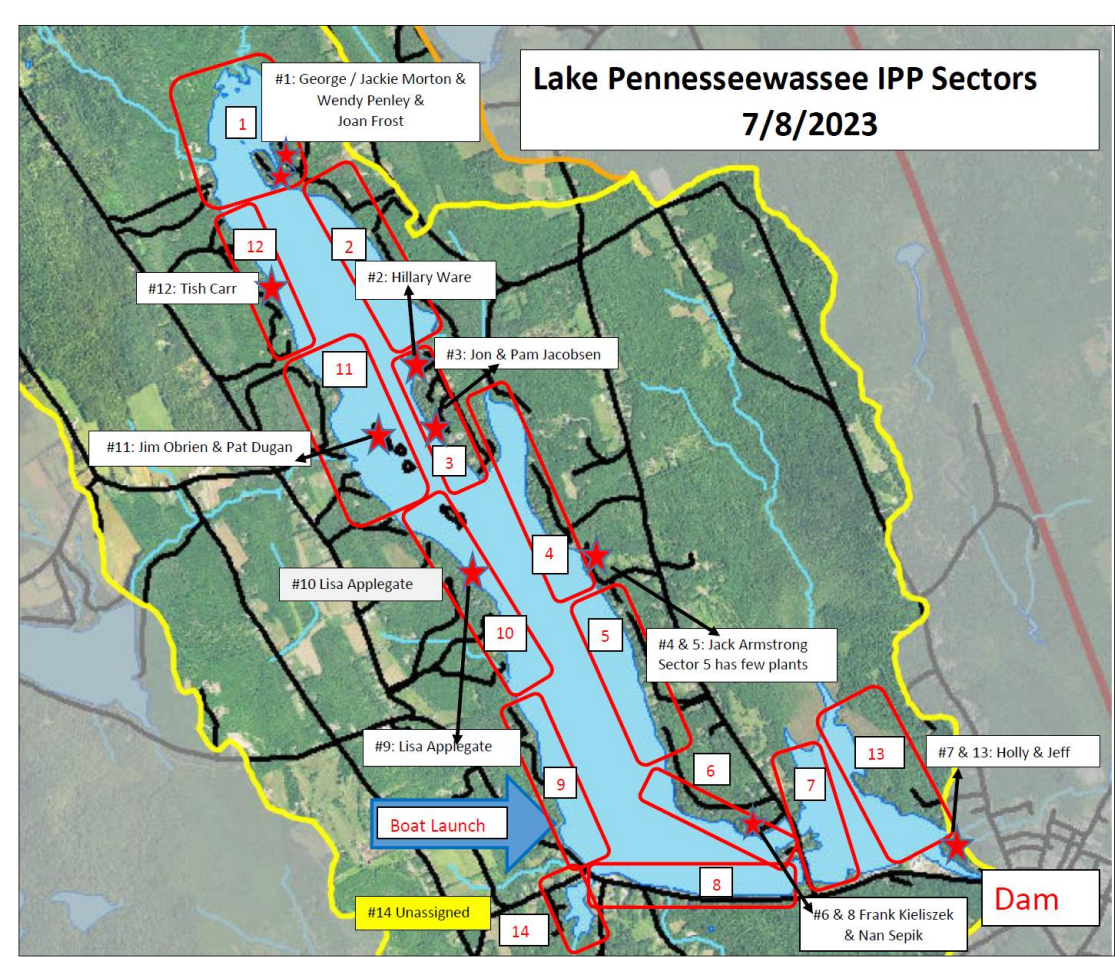 Lake Pennesseewassee IPP Sectors
7/8/2023
#1: George / Jackie Morton &
Wendy Penley &
Joan Frost
1
2
12
#2: Hillary Ware
#12: Tish Carr
#3: Jon & Pam Jacobsen
11
#11: Jim Obrien & Pat Dugan
3
4
#10 Lisa Applegate
10
5
#4 & 5: Jack Armstrong
Sector 5 has few plants
#9: Lisa Applegate
6
13
#7 & 13: Holly & Jeff
9
7
Boat Launch
8
Dam
#14 Unassigned
14
#6 & 8 Frank Kieliszek
& Nan Sepik